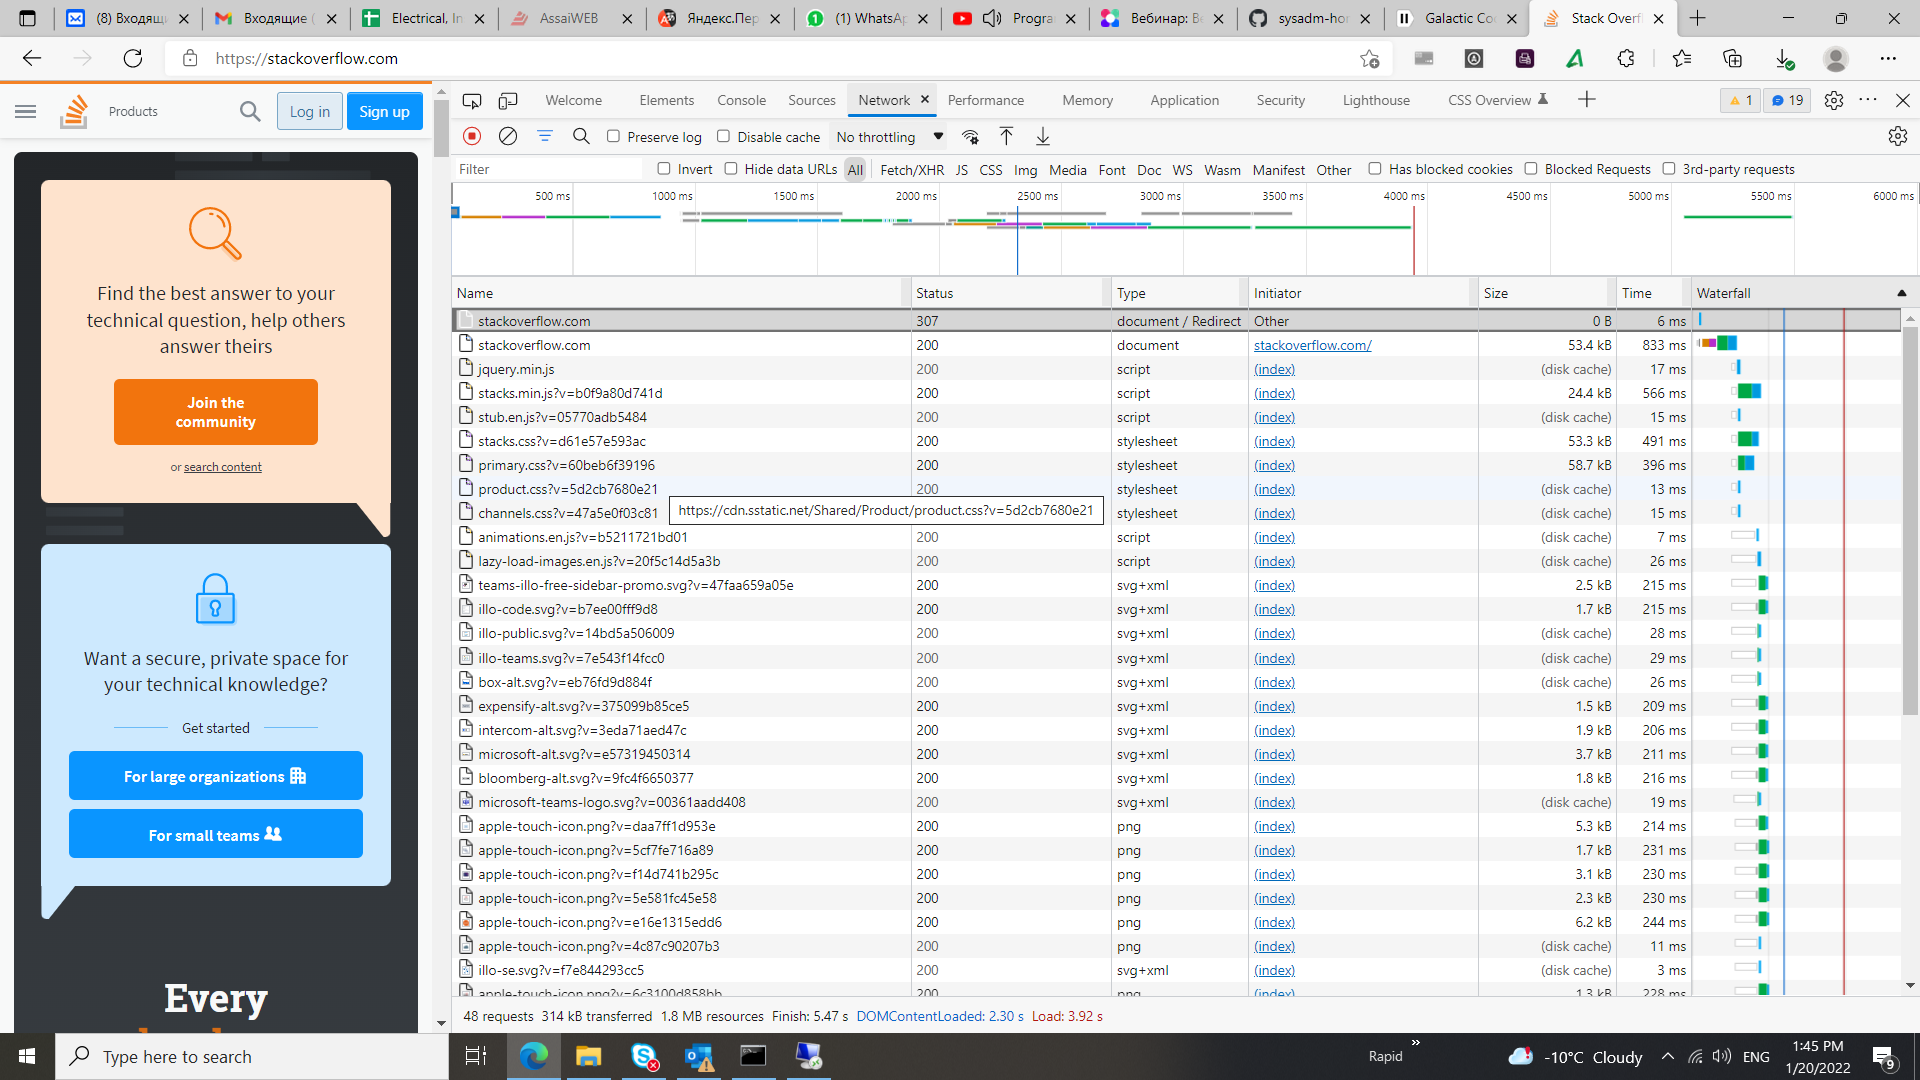 (8) Входящи
Входящие (
Electrical, In
AssaiWEB
Яндекс.Пер
(1) WhatsAp
Progra
Вебинар: Ве
sysadm-hor
Galactic Co
Stack Overfl
https://stackoverflow.com
Products
Log in
Sign up
Find the best answer to your
technical question, help others
answer theirs
Join the
community
or search content
Want a secure, private space for
your technical knowledge?
Get started
For large organizations
For small teams
Every
Welcome Elements Console Sources Network Performance Memory Application Security Lighthouse CSS Overview 1 19
Preserve log Disable cache No throttling
Filter Invert Hide data URLs All Fetch/XHR JS CSS Img Media Font Doc WS Wasm Manifest Other Has blocked cookies Blocked Requests 3rd-party requests
500 ms 1000 ms 1500 ms 2000 ms 2500 ms 3000 ms 3500 ms 4000 ms 4500 ms 5000 ms 5500 ms 6000 ms
Name Status Type Initiator Size Time Waterfall
stackoverflow.com 307 document / Redirect Other 0 B 6 ms
stackoverflow.com 200 document stackoverflow.com/ 53.4 kB 833 ms
jquery.min.js 200 script (index) (disk cache) 17 ms
stacks.min.js?v=b0f9a80d741d 200 script (index) 24.4 kB 566 ms
stub.en.js?v=05770adb5484 200 script (index) (disk cache) 15 ms
stacks.css?v=d61e57e593ac 200 stylesheet (index) 53.3 kB 491 ms
primary.css?v=60beb6f39196 200 stylesheet (index) 58.7 kB 396 ms
product.css?v=5d2cb7680e21 200 stylesheet (index) (disk cache) 13 ms
channels.css?v=47a5e0f03c81 stylesheet (index) (disk cache) 15 ms
https://cdn.sstatic.net/Shared/Product/product.css?v=5d2cb7680e21
animations.en.js?v=b5211721bd01 200 script (index) (disk cache) 7 ms
lazy-load-images.en.js?v=20f5c14d5a3b 200 script (index) (disk cache) 26 ms
teams-illo-free-sidebar-promo.svg?v=47faa659a05e 200 svg+xml (index) 2.5 kB 215 ms
illo-code.svg?v=b7ee00fff9d8 200 svg+xml (index) 1.7 kB 215 ms
illo-public.svg?v=14bd5a506009 200 svg+xml (index) (disk cache) 28 ms
illo-teams.svg?v=7e543f14fcc0 200 svg+xml (index) (disk cache) 29 ms
box-alt.svg?v=eb76fd9d884f 200 svg+xml (index) (disk cache) 26 ms
expensify-alt.svg?v=375099b85ce5 200 svg+xml (index) 1.5 kB 209 ms
intercom-alt.svg?v=3eda71aed47c 200 svg+xml (index) 1.9 kB 206 ms
microsoft-alt.svg?v=e57319450314 200 svg+xml (index) 3.7 kB 211 ms
bloomberg-alt.svg?v=9fc4f6650377 200 svg+xml (index) 1.8 kB 216 ms
microsoft-teams-logo.svg?v=00361aadd408 200 svg+xml (index) (disk cache) 19 ms
apple-touch-icon.png?v=daa7ff1d953e 200 png (index) 5.3 kB 214 ms
apple-touch-icon.png?v=5cf7fe716a89 200 png (index) 1.7 kB 231 ms
apple-touch-icon.png?v=f14d741b295c 200 png (index) 3.1 kB 230 ms
apple-touch-icon.png?v=5e581fc45e58 200 png (index) 2.3 kB 230 ms
apple-touch-icon.png?v=e16e1315edd6 200 png (index) 6.2 kB 244 ms
apple-touch-icon.png?v=4c87c90207b3 200 png (index) (disk cache) 11 ms
illo-se.svg?v=f7e844293cc5 200 svg+xml (index) (disk cache) 3 ms
apple-touch-icon.png?v=6c3100d858bb 200 png (index) 1.3 kB 228 ms
48 requests 314 kB transferred 1.8 MB resources Finish: 5.47 s DOMContentLoaded: 2.30 s Load: 3.92 s
Type here to search
Rapid
-10°C Cloudy
ENG
1:45 PM
1/20/2022
9